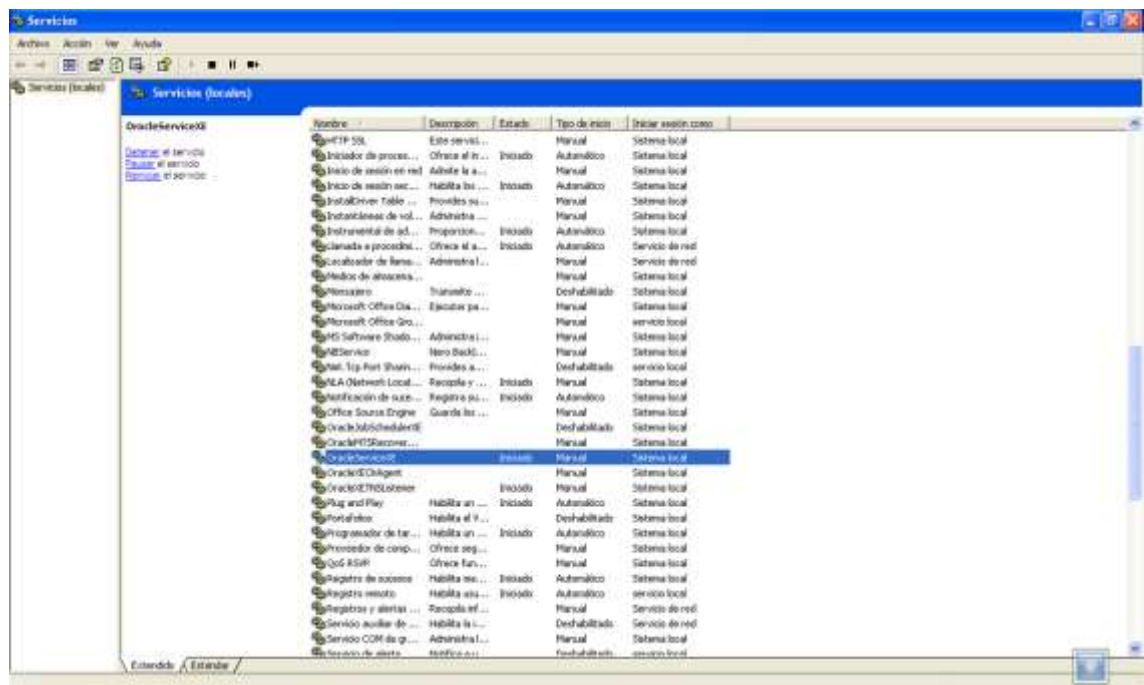 Servicios
Archivo Acción Ver Ayuda
Servicios (locales)
Servicios (locales)
OracleServiceXE
Detener el servicio
Pausar el servicio
Reiniciar el servicio
Nombre Descripción Estado Tipo de inicio Iniciar sesión como
HTTP SSL Este servici... Manual Sistema local
Iniciador de proces... Ofrece el in... Iniciado Automático Sistema local
Inicio de sesión en red Admite la a... Manual Sistema local
Inicio de sesión sec... Habilita los ... Iniciado Automático Sistema local
InstallDriver Table ... Provides su... Manual Sistema local
Instantáneas de vol... Administra ... Manual Sistema local
Instrumental de ad... Proporcion... Iniciado Automático Sistema local
Llamada a procedimi... Ofrece el a... Iniciado Automático Servicio de red
Localizador de llama... Administra l... Manual Servicio de red
Medios de almacena... Manual Sistema local
Mensajero Transmite ... Deshabilitado Sistema local
Microsoft Office Dia... Ejecutar pa... Manual Sistema local
Microsoft Office Gro... Manual servicio local
MS Software Shado... Administra i... Manual Sistema local
NBService Nero BackI... Manual Sistema local
Net.Tcp Port Sharin... Provides a... Deshabilitado servicio local
NLA (Network Locat... Recopila y ... Iniciado Manual Sistema local
Notificación de suce... Registra su... Iniciado Automático Sistema local
Office Source Engine Guarda los ... Manual Sistema local
OracleJobSchedulerXE Deshabilitado Sistema local
OracleMTSRecover... Manual Sistema local
OracleServiceXE Iniciado Manual Sistema local
OracleXEClrAgent Manual Sistema local
OracleXETNSListener Iniciado Manual Sistema local
Plug and Play Habilita un ... Iniciado Automático Sistema local
Portafolios Habilita el V... Deshabilitado Sistema local
Programador de tar... Habilita un ... Iniciado Automático Sistema local
Proveedor de comp... Ofrece seg... Manual Sistema local
QoS RSVP Ofrece fun... Manual Sistema local
Registro de sucesos Habilita me... Iniciado Automático Sistema local
Registro remoto Habilita usu... Iniciado Automático servicio local
Registros y alertas ... Recopila inf... Manual Servicio de red
Servicio auxiliar de ... Habilita la i... Deshabilitado Servicio de red
Servicio COM de gr... Administra l... Manual Sistema local
Servicio de alerta Notifica a u... Deshabilitado servicio local
Extendido Estándar